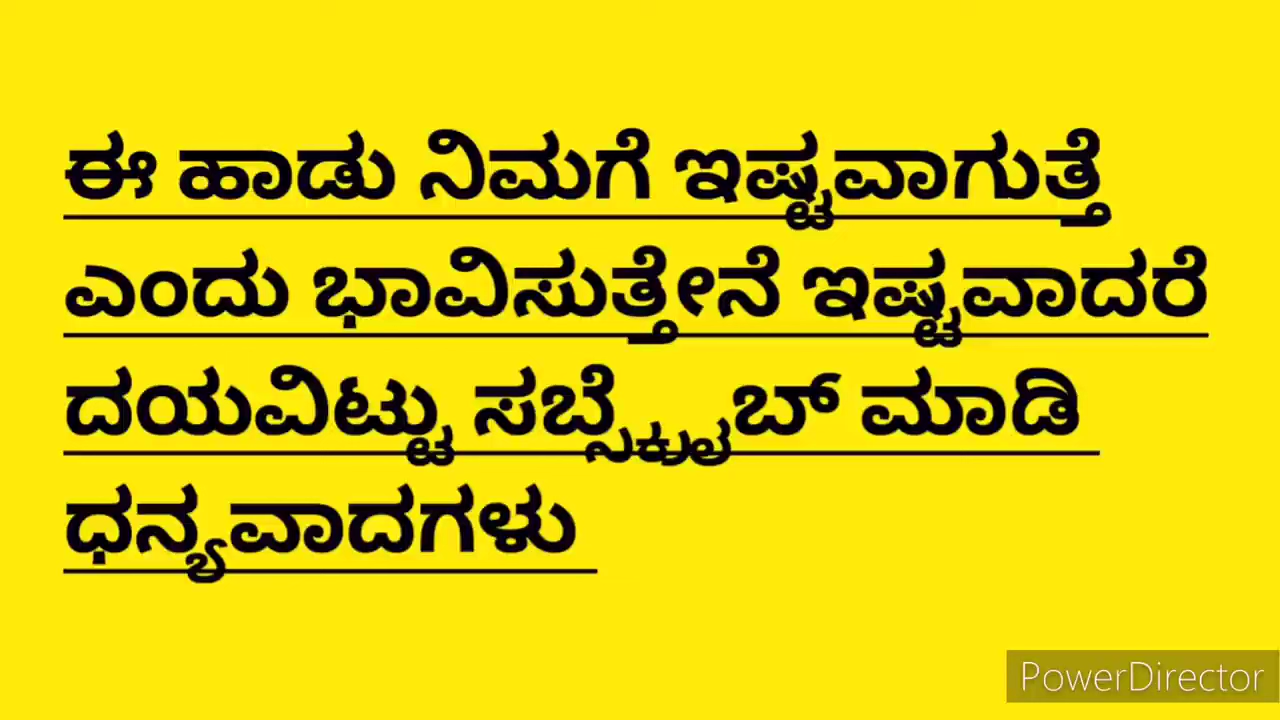 ಈ ಹಾಡು ನಿಮಗೆ ಇಷ್ಟವಾಗುತ್ತೆ
ಎಂದು ಭಾವಿಸುತ್ತೇನೆ ಇಷ್ಟವಾದರೆ
ದಯವಿಟ್ಟು ಸಬ್ಸ್ಕ್ರೈಬ್ ಮಾಡಿ
ಧನ್ಯವಾದಗಳು
PowerDirector